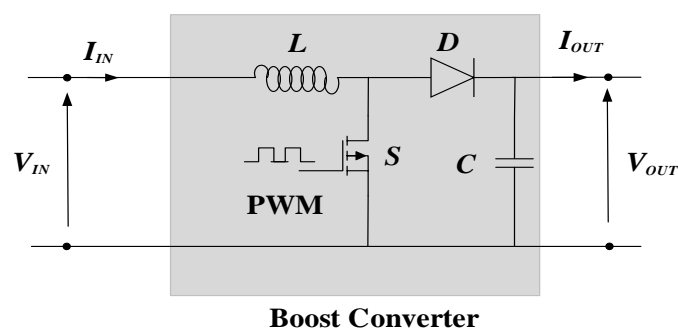 I_IN
L
D
I_OUT
V_IN
S
C
V_OUT
PWM
Boost Converter